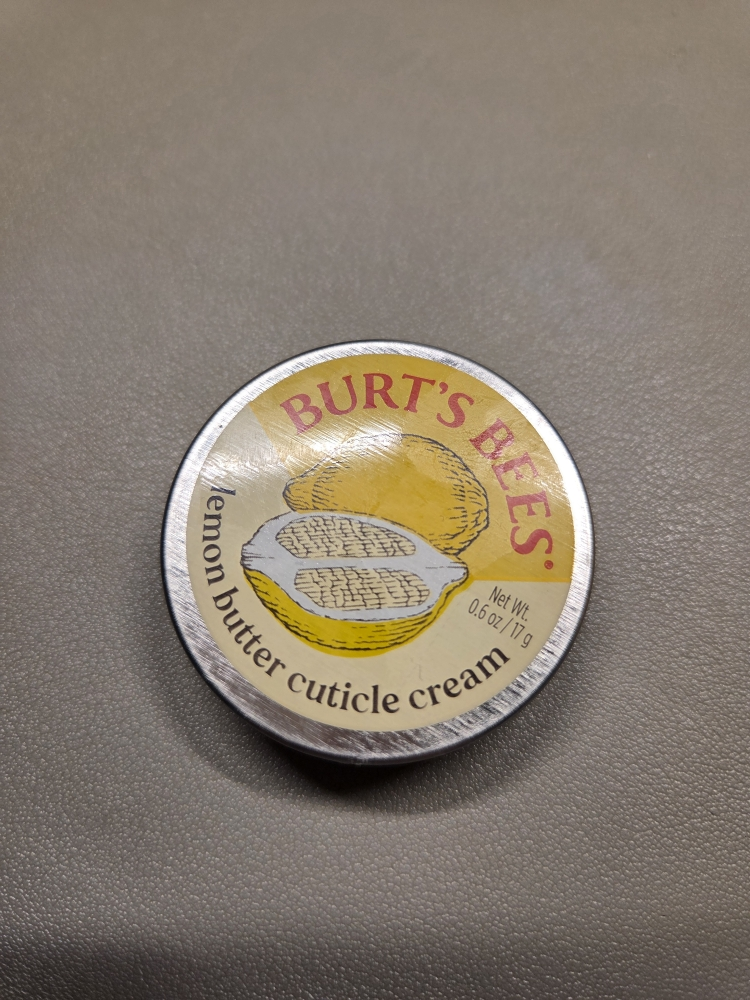 BURT'S BEES®
Net Wt.
0.6 oz / 17 g
lemon butter cuticle cream